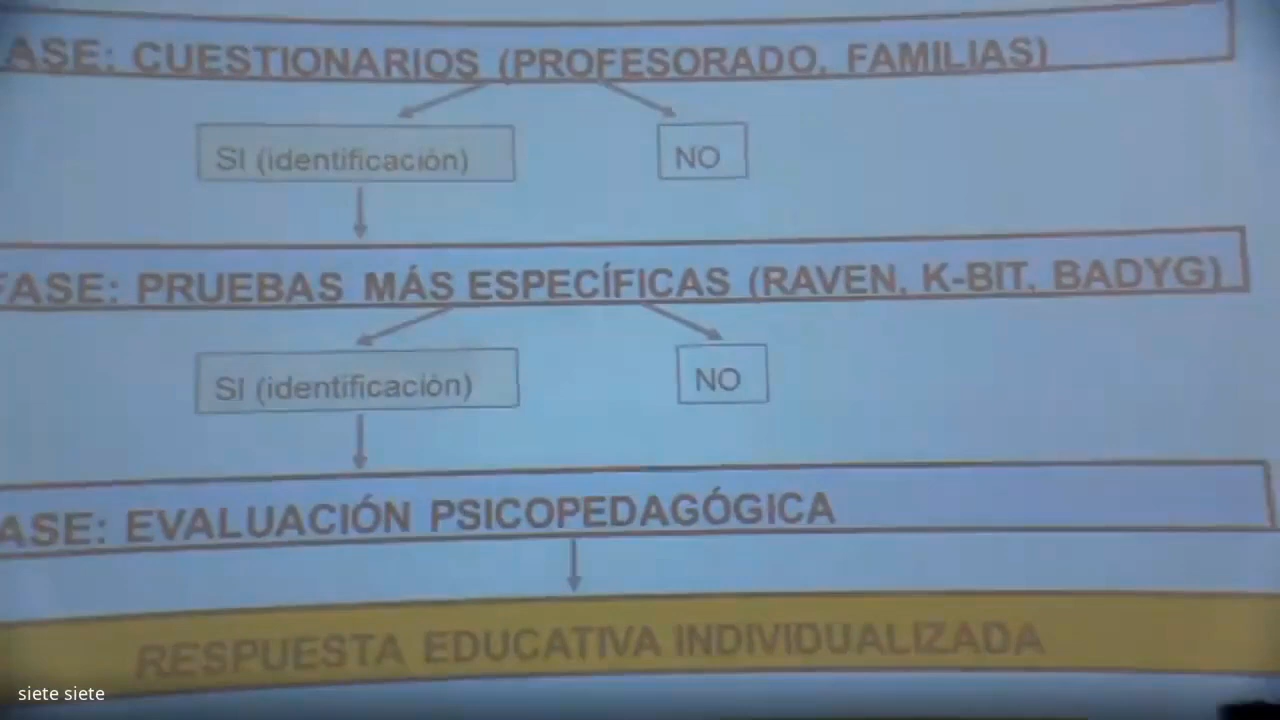 ASE: CUESTIONARIOS (PROFESORADO, FAMILIAS)
SI (identificación)
NO
FASE: PRUEBAS MÁS ESPECÍFICAS (RAVEN, K-BIT, BADYG)
SI (identificación)
NO
ASE: EVALUACIÓN PSICOPEDAGÓGICA
RESPUESTA EDUCATIVA INDIVIDUALIZADA
siete siete